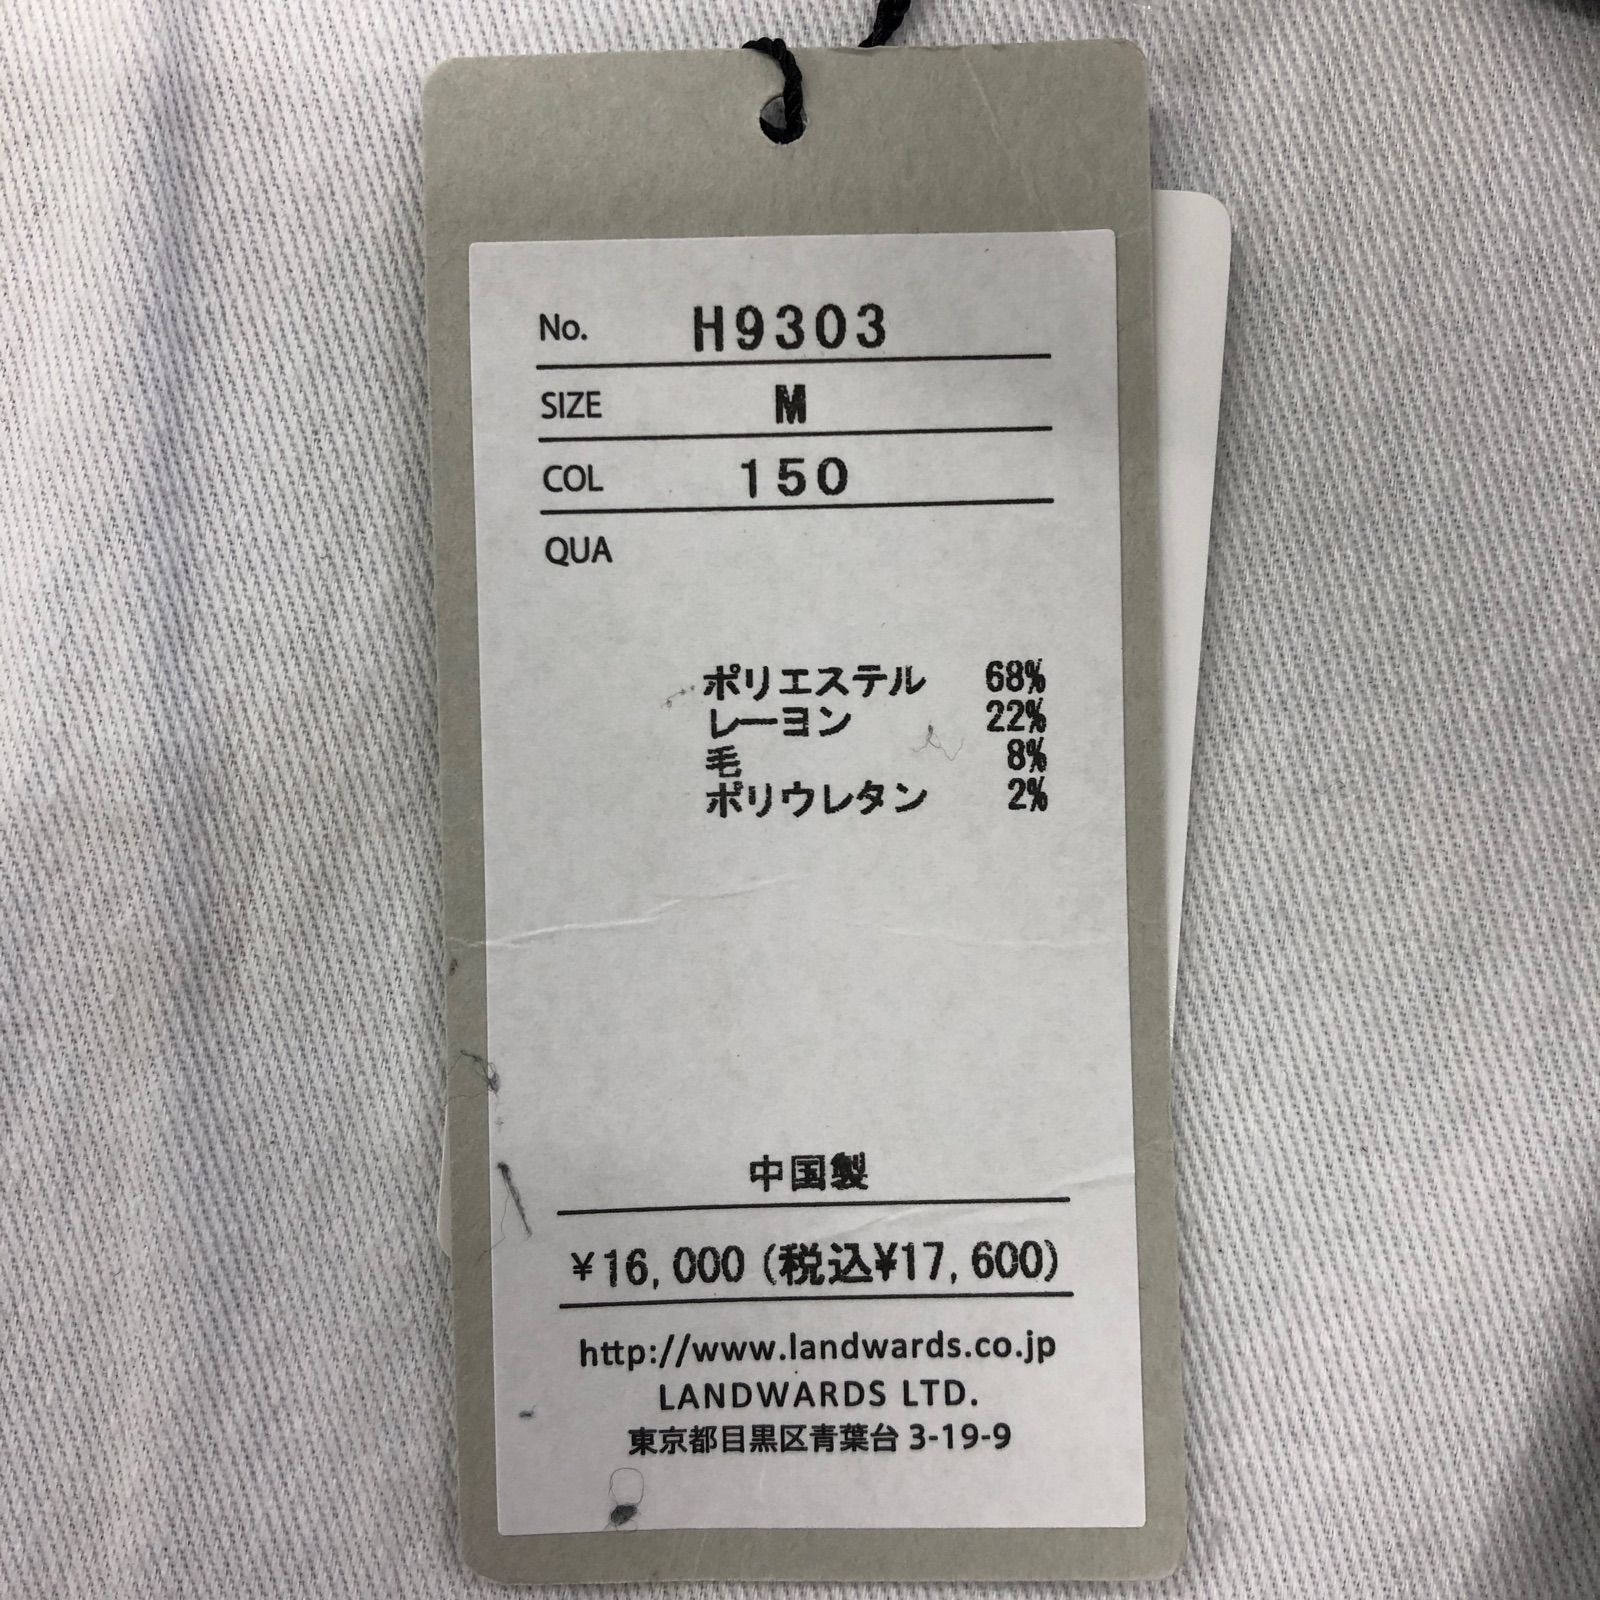 No. H9303
SIZE M
COL 150
QUA
ポリエステル 68%
レーヨン 22%
毛 8%
ポリウレタン 2%
中国製
¥16,000(税込¥17,600)
http://www.landwards.co.jp
LANDWARDS LTD.
東京都目黒区青葉台 3-19-9